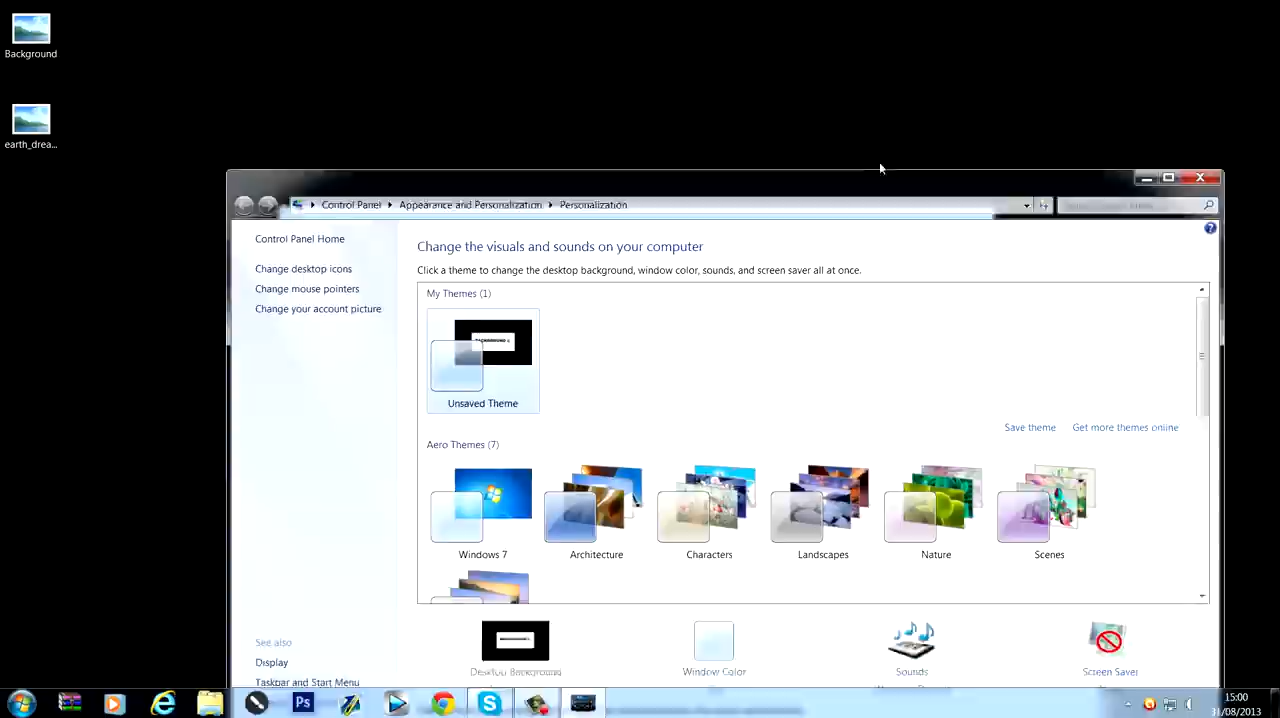 Background
earth_drea...
Control Panel Appearance and Personalization Personalization
Control Panel Home
Change desktop icons
Change mouse pointers
Change your account picture
Change the visuals and sounds on your computer
Click a theme to change the desktop background, window color, sounds, and screen saver all at once.
My Themes (1)
Unsaved Theme
Save theme Get more themes online
Aero Themes (7)
Windows 7 Architecture Characters Landscapes Nature Scenes
Desktop Background Window Color Sounds Screen Saver
See also
Display
Taskbar and Start Menu
Ps
15:00
31/08/2013